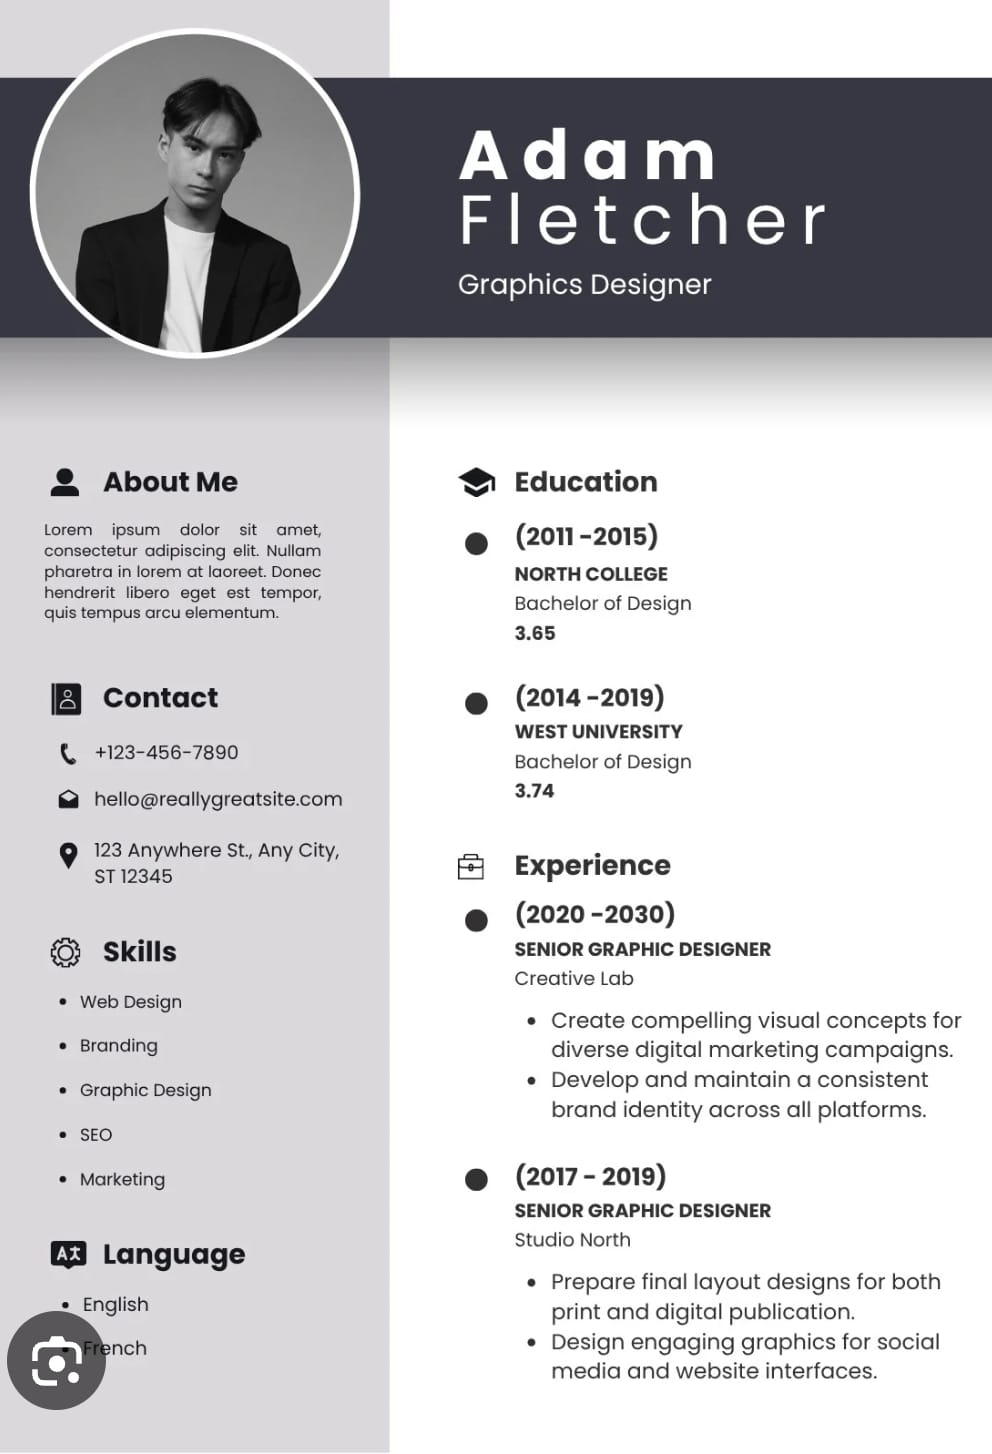 Adam
Fletcher
Graphics Designer
About Me
Lorem ipsum dolor sit amet,
consectetur adipiscing elit. Nullam
pharetra in lorem at laoreet. Donec
hendrerit libero eget est tempor,
quis tempus arcu elementum.
Contact
+123-456-7890
hello@reallygreatsite.com
123 Anywhere St., Any City,
ST 12345
Skills
• Web Design
• Branding
• Graphic Design
• SEO
• Marketing
Language
• English
• French
Education
(2011 -2015)
NORTH COLLEGE
Bachelor of Design
3.65
(2014 -2019)
WEST UNIVERSITY
Bachelor of Design
3.74
Experience
(2020 -2030)
SENIOR GRAPHIC DESIGNER
Creative Lab
• Create compelling visual concepts for
diverse digital marketing campaigns.
• Develop and maintain a consistent
brand identity across all platforms.
(2017 - 2019)
SENIOR GRAPHIC DESIGNER
Studio North
• Prepare final layout designs for both
print and digital publication.
• Design engaging graphics for social
media and website interfaces.